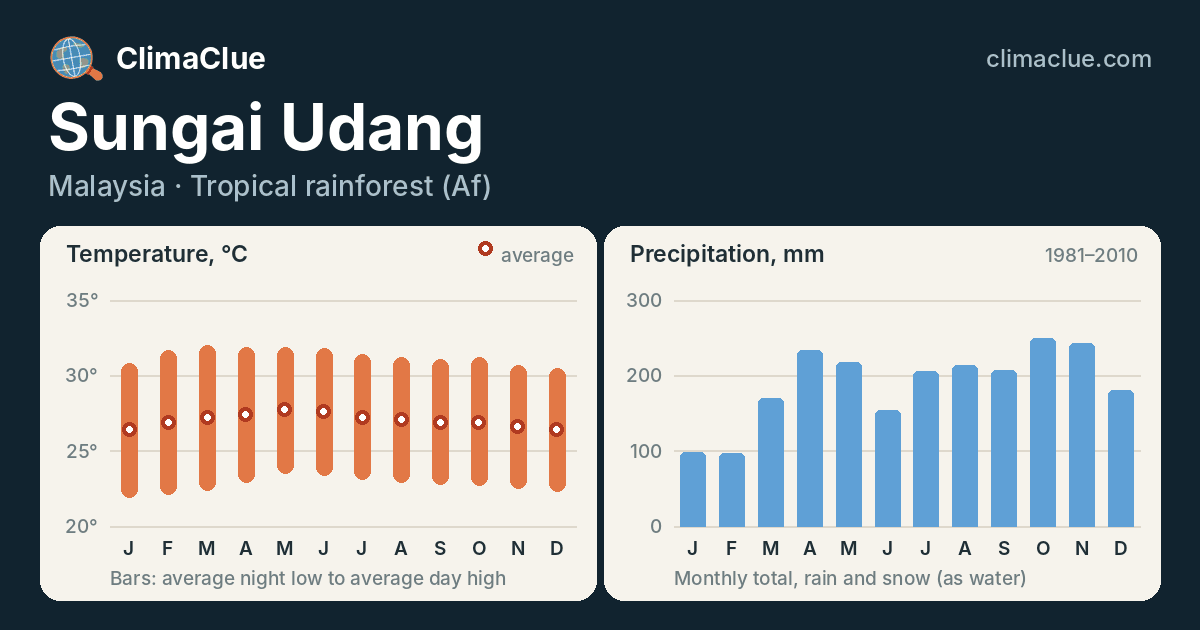 ClimaClue
climaclue.com
Sungai Udang
Malaysia · Tropical rainforest (Af)
Temperature, °C
average
35°
30°
25°
20°
J F M A M J J A S O N D
Bars: average night low to average day high
Precipitation, mm
1981–2010
300
200
100
0
J F M A M J J A S O N D
Monthly total, rain and snow (as water)